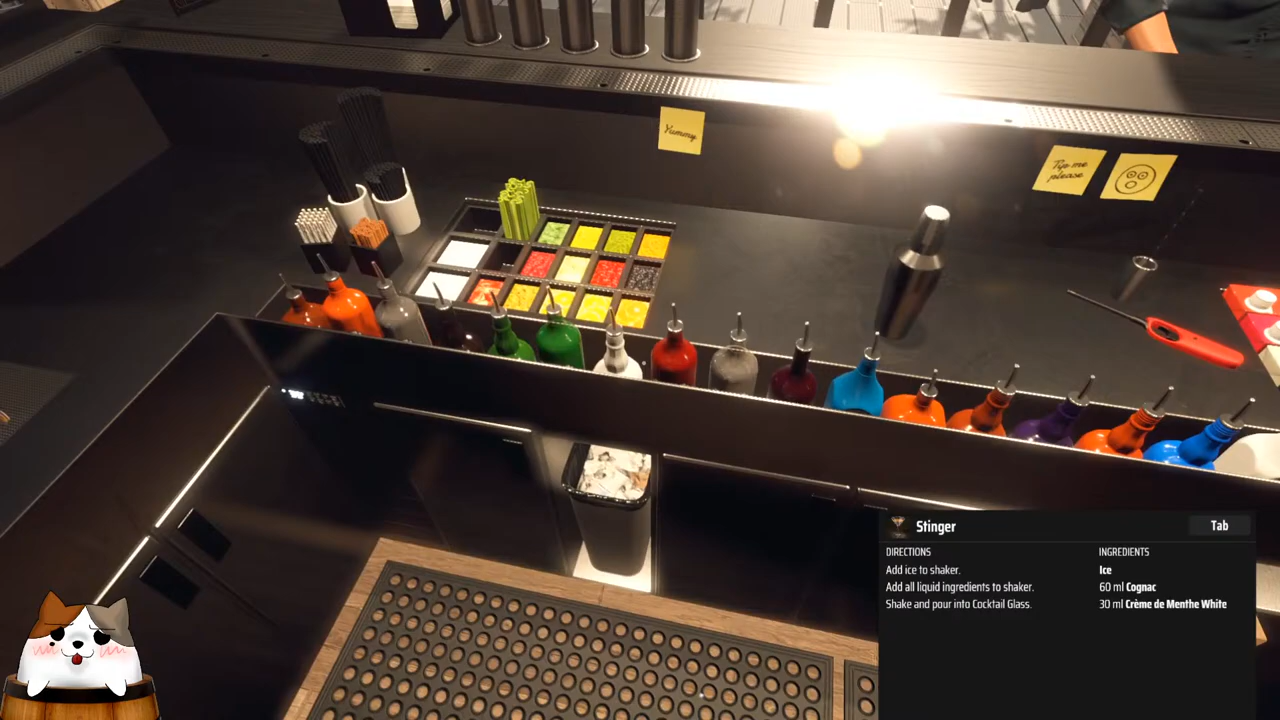 Yummy
Tip me
please
Stinger
Tab
DIRECTIONS
INGREDIENTS
Add ice to shaker.
Ice
Add all liquid ingredients to shaker.
60 ml Cognac
Shake and pour into Cocktail Glass.
30 ml Crème de Menthe White